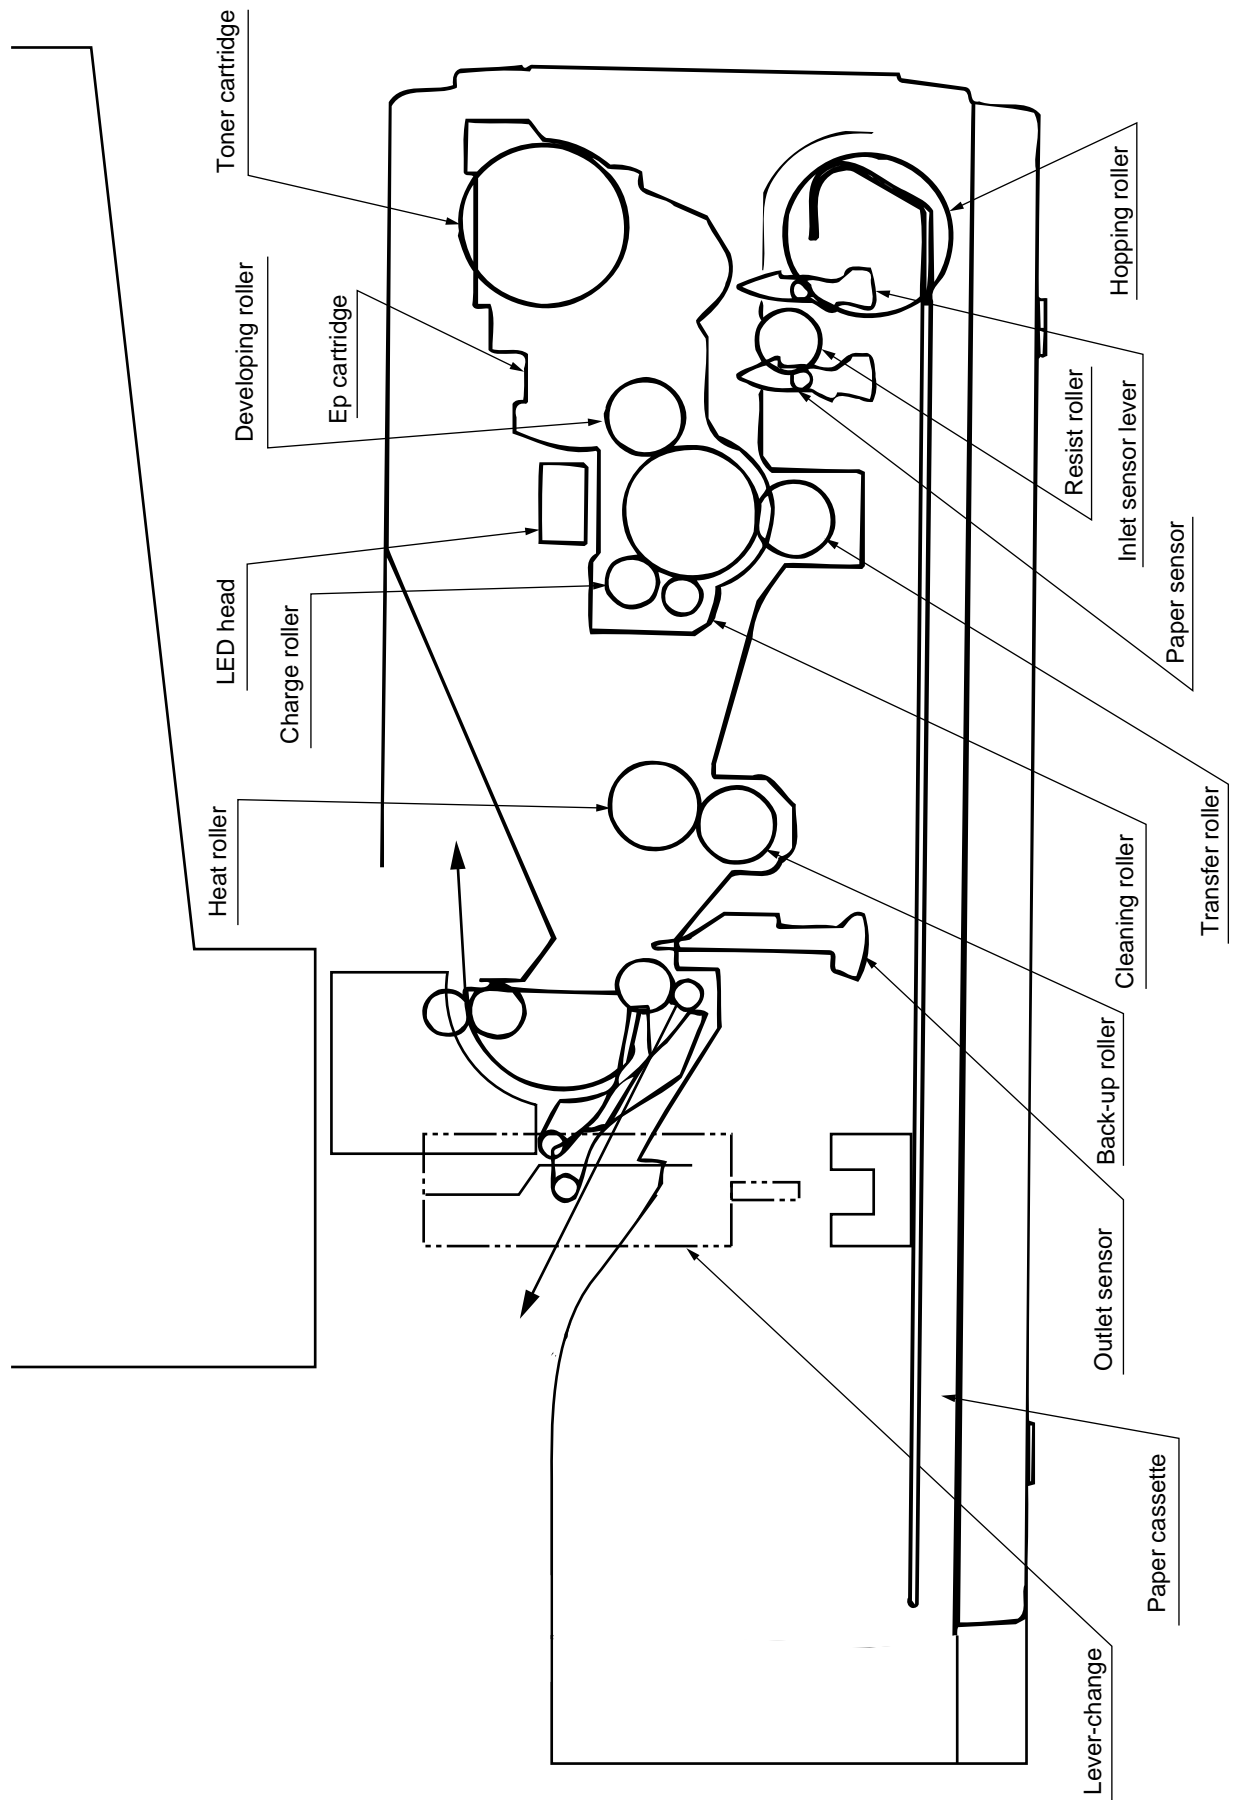 Toner cartridge
Developing roller
Ep cartridge
LED head
Charge roller
Heat roller
Hopping roller
Resist roller
Inlet sensor lever
Paper sensor
Transfer roller
Cleaning roller
Back-up roller
Outlet sensor
Paper cassette
Lever-change